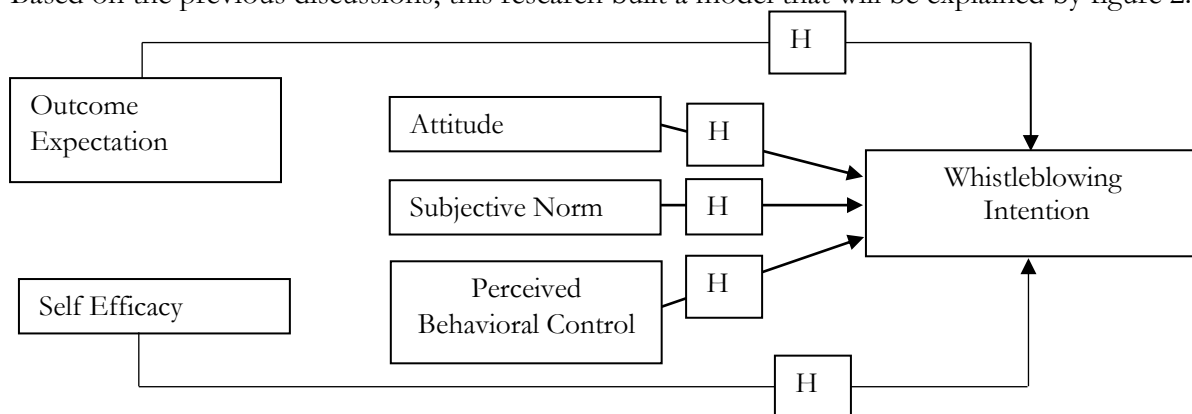 Based on the previous discussions, this research built a model that will be explained by figure 2.
H
Outcome
Expectation
Attitude
H
Whistleblowing
Intention
Subjective Norm
H
Self Efficacy
Perceived
Behavioral Control
H
H